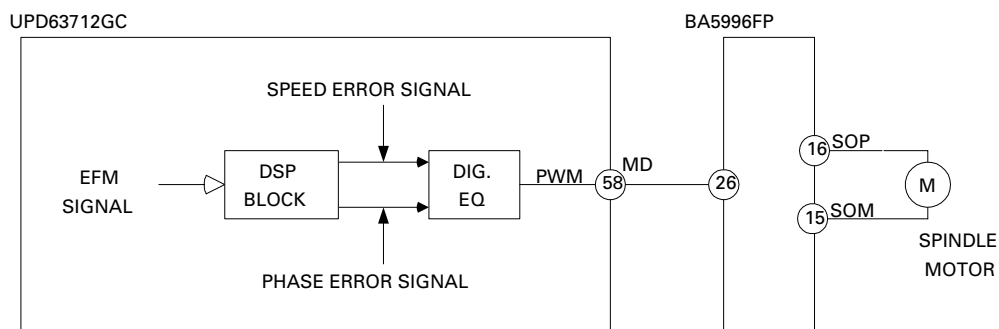 UPD63712GC
BA5996FP
SPEED ERROR SIGNAL
16 SOP
EFM
SIGNAL
DSP
BLOCK
DIG.
EQ
PWM
58
MD
26
M
15 SOM
SPINDLE
MOTOR
PHASE ERROR SIGNAL